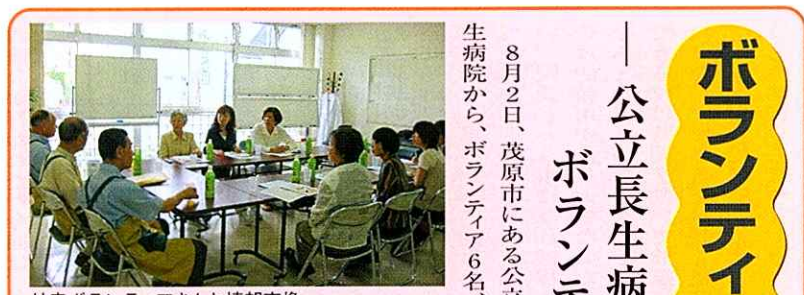 ボランティ
― 公立長生病
ボランテ
8月2日、茂原市にある公
生病院から、ボランティア6名、